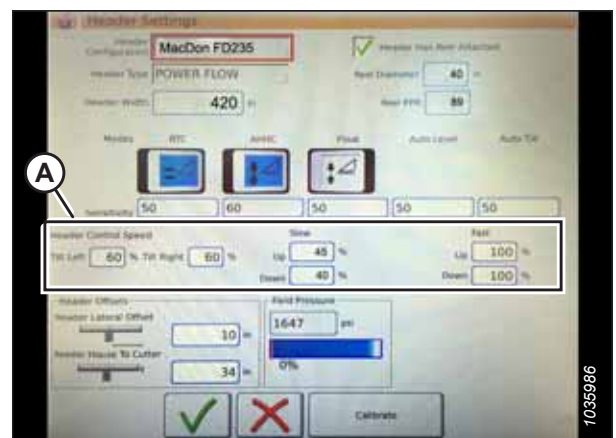 Header Settings
Header Configuration MacDon FD235 Header Has Reel Attached
Header Type POWER FLOW Reel Diameter 40 in
Header Width 420 in Reel PPR 89
Modes RTC AHHC Float Auto Level Auto Tilt
A
Sensitivity 50 60 50 50 50
Header Control Speed Slow Fast
Tilt Left 60 % Tilt Right 60 % Up 45 % Up 100 %
Down 40 % Down 100 %
Header Offsets Field Pressure
Header Lateral Offset 10 in 1647 psi
Feeder House To Cutter 34 in 0%
Calibrate
1035986